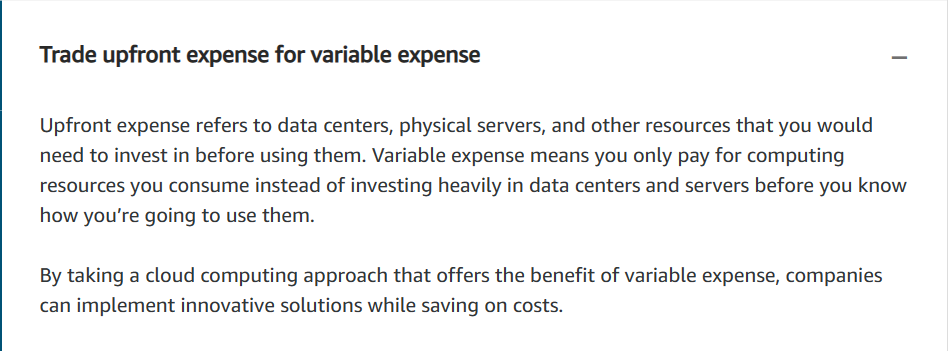 Trade upfront expense for variable expense
Upfront expense refers to data centers, physical servers, and other resources that you would
need to invest in before using them. Variable expense means you only pay for computing
resources you consume instead of investing heavily in data centers and servers before you know
how you’re going to use them.
By taking a cloud computing approach that offers the benefit of variable expense, companies
can implement innovative solutions while saving on costs.